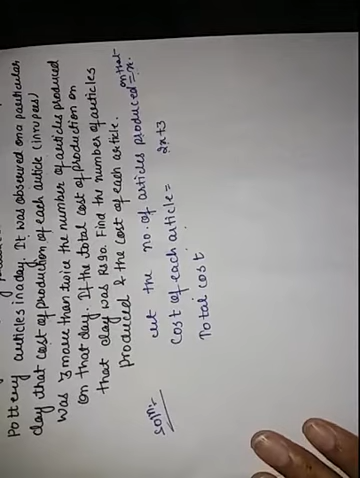 Pottery articles in a day. It was observed on a particular
day that cost of production of each article (in rupees)
was 3 more than twice the number of articles produced
on that day. If the total cost of production on
that day was Rs 90. Find the number of articles
Produced & the cost of each article.
Soln:- Let the no. of articles produced on that = x.
Cost of each article = 2x+3
Total cost